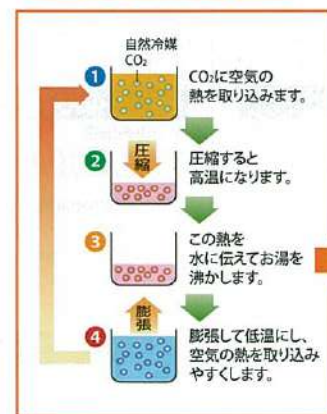 自然冷媒
CO₂
1
CO₂に空気の
熱を取り込みます。
2
圧縮
圧縮すると
高温になります。
3
この熱を
水に伝えてお湯を
沸かします。
膨張
4
膨張して低温にし、
空気の熱を取り込み
やすくします。